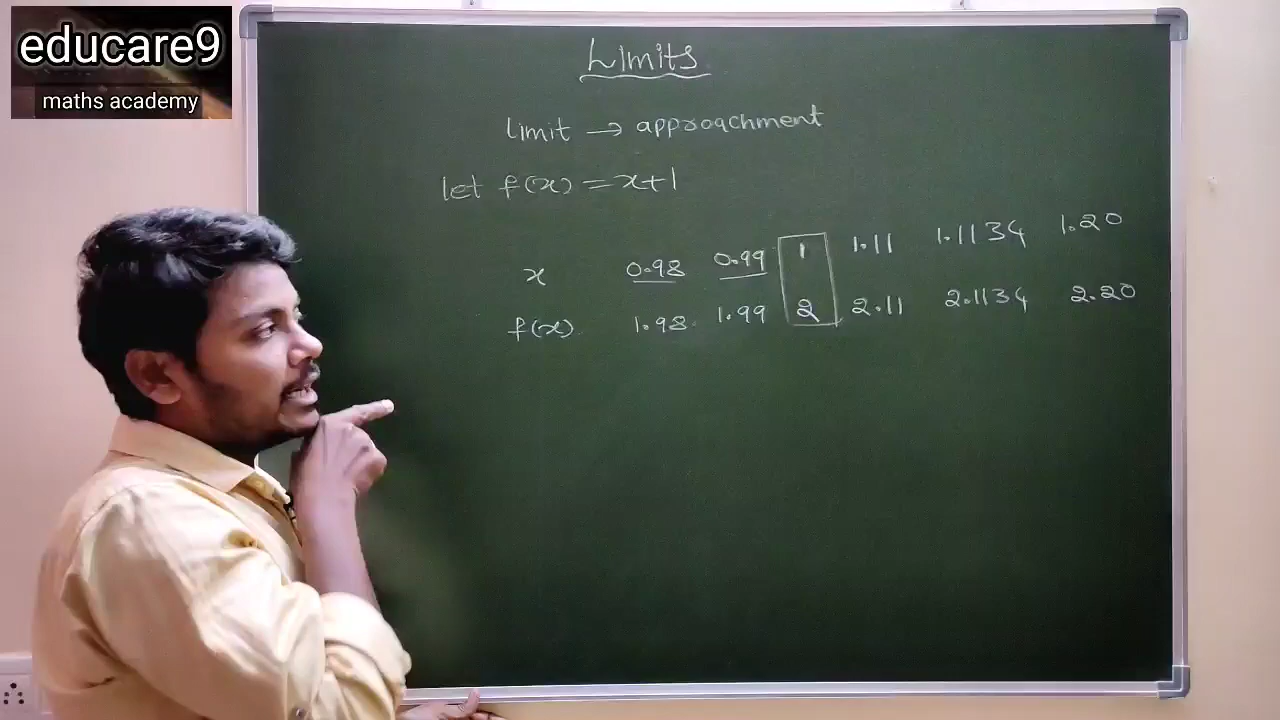 educare9
maths academy
Limits
limit → approachment
let f(x) = x+1
x 0.98 0.99 1 1.11 1.1134 1.20
f(x) 1.98 1.99 2 2.11 2.1134 2.20